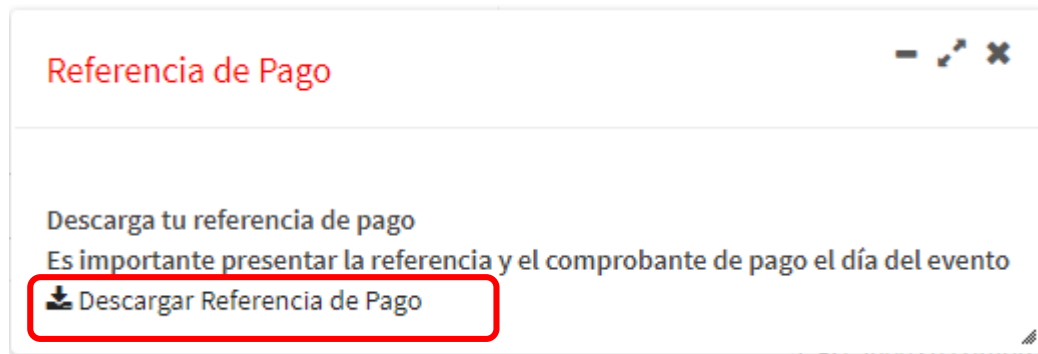 Referencia de Pago
Descarga tu referencia de pago
Es importante presentar la referencia y el comprobante de pago el día del evento
Descargar Referencia de Pago